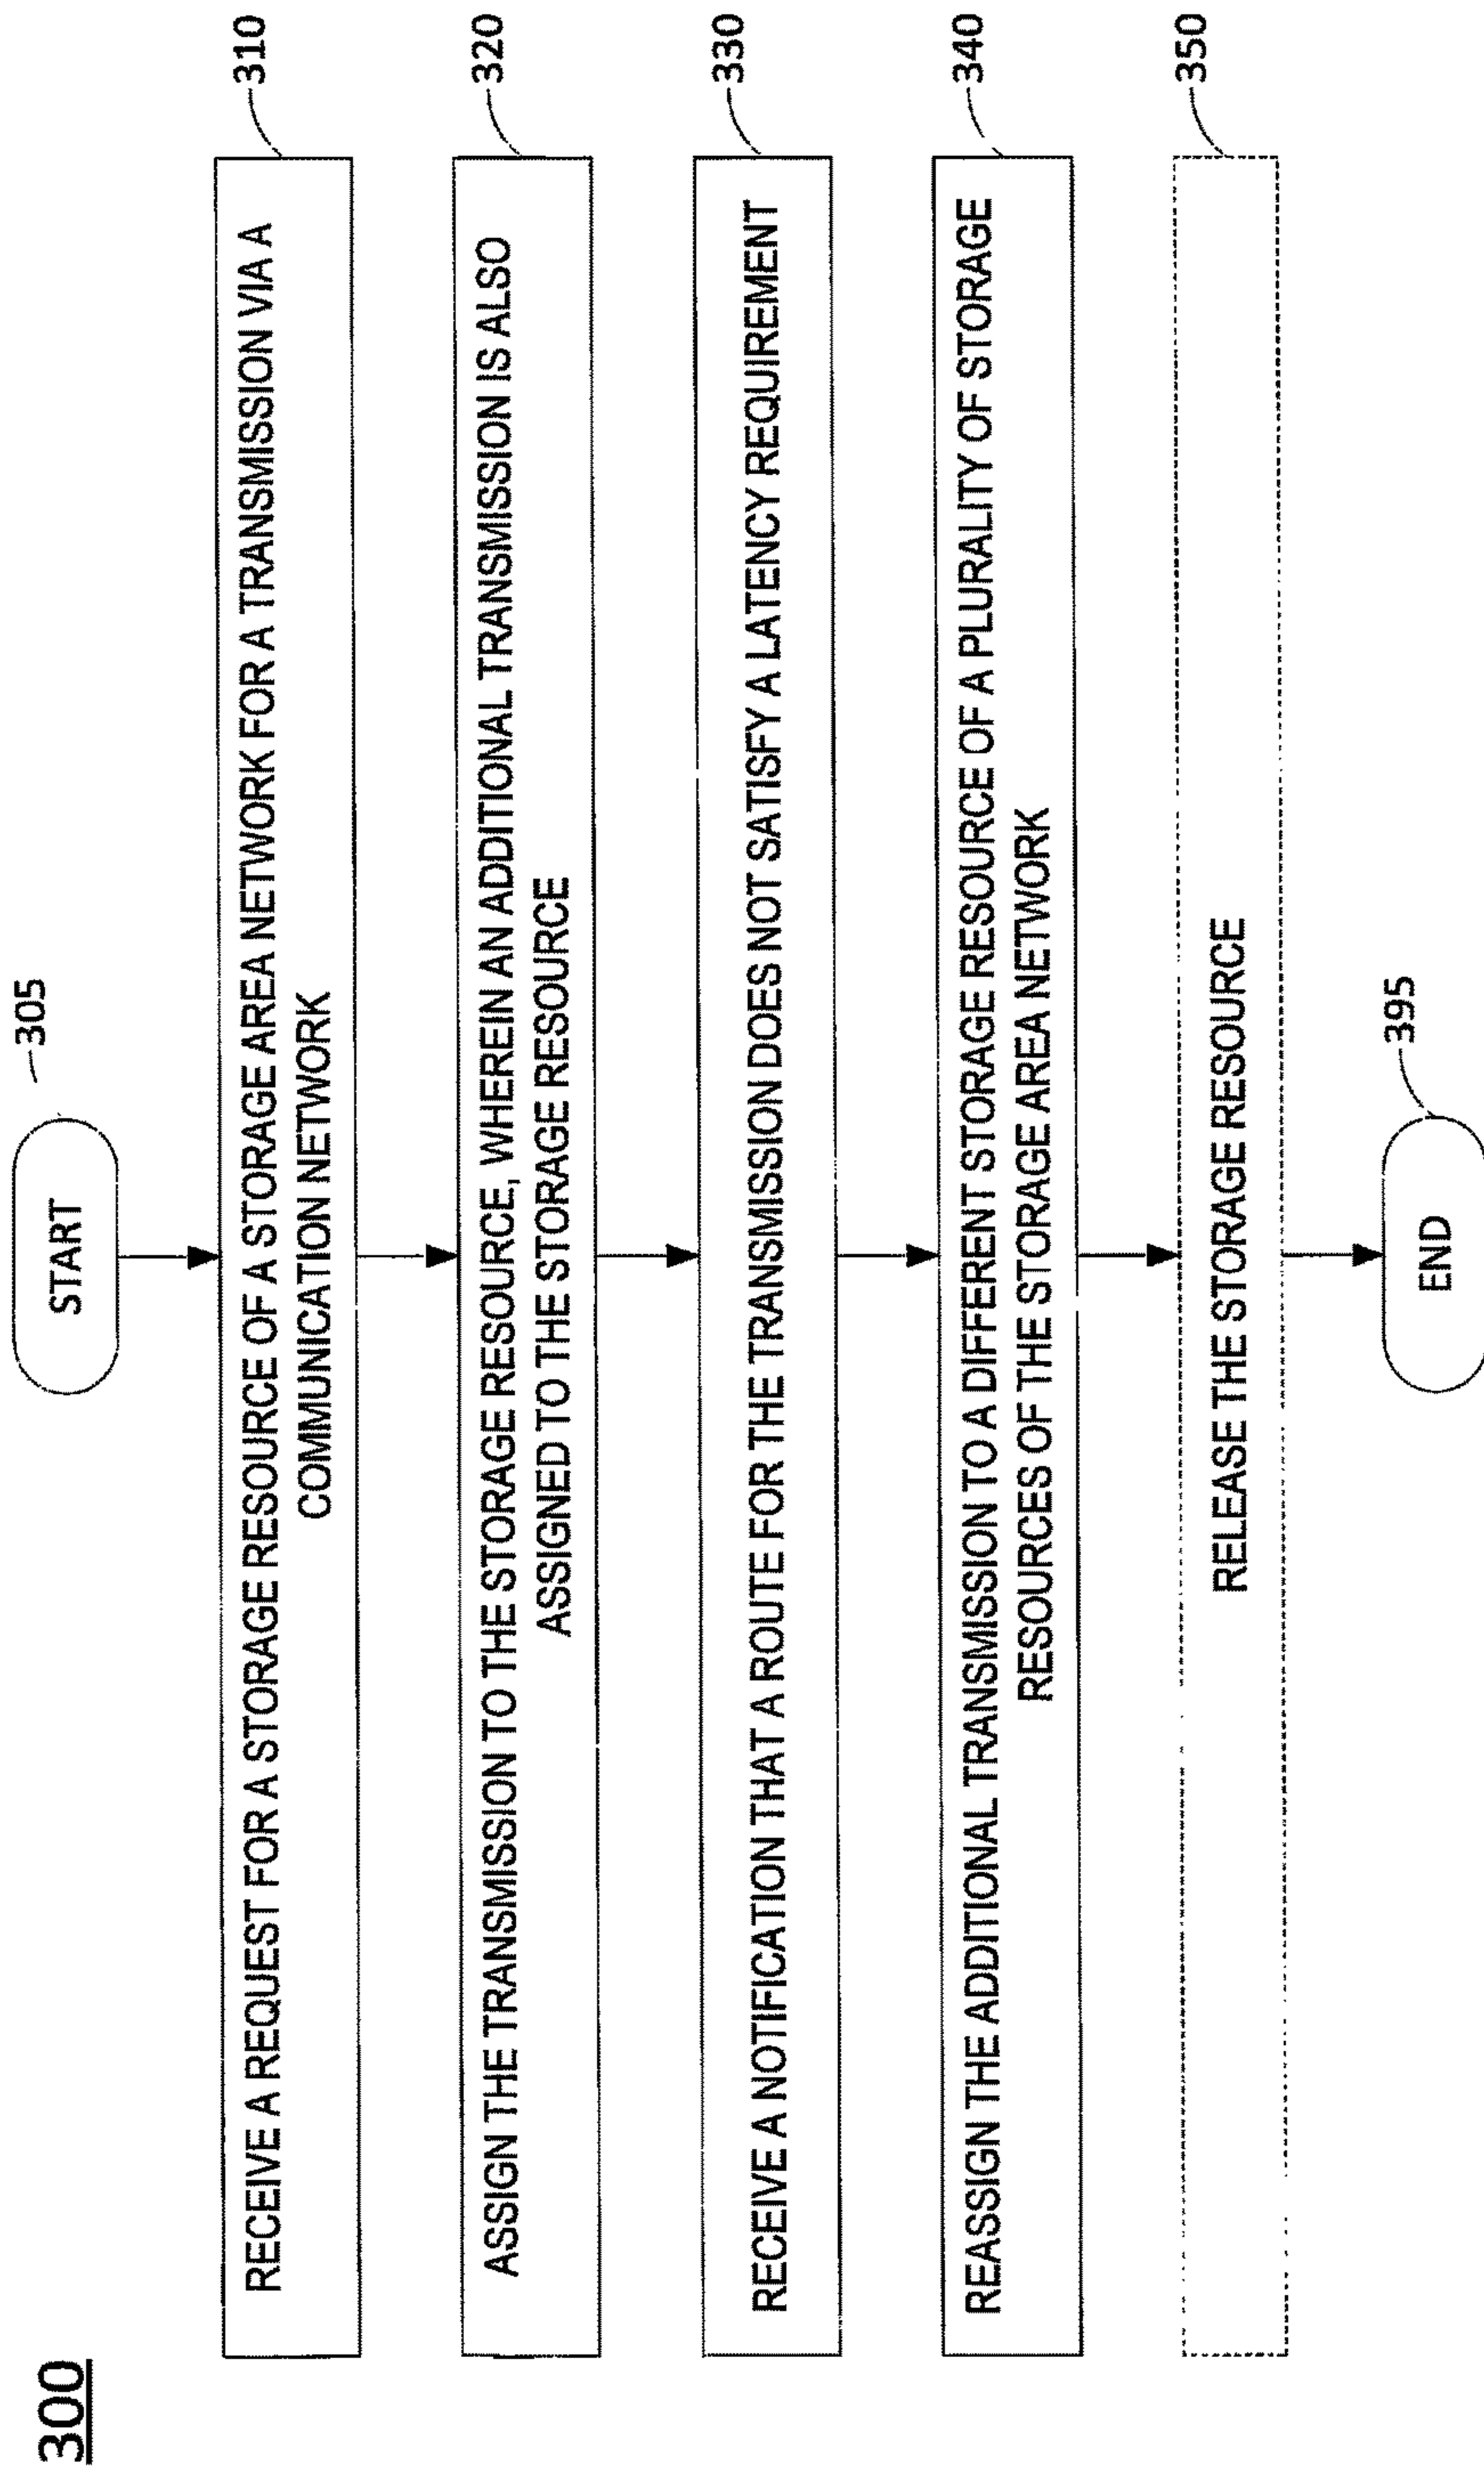 300
305
START
310
RECEIVE A REQUEST FOR A STORAGE RESOURCE OF A STORAGE AREA NETWORK FOR A TRANSMISSION VIA A
COMMUNICATION NETWORK
320
ASSIGN THE TRANSMISSION TO THE STORAGE RESOURCE, WHEREIN AN ADDITIONAL TRANSMISSION IS ALSO
ASSIGNED TO THE STORAGE RESOURCE
330
RECEIVE A NOTIFICATION THAT A ROUTE FOR THE TRANSMISSION DOES NOT SATISFY A LATENCY REQUIREMENT
340
REASSIGN THE ADDITIONAL TRANSMISSION TO A DIFFERENT STORAGE RESOURCE OF A PLURALITY OF STORAGE
RESOURCES OF THE STORAGE AREA NETWORK
350
RELEASE THE STORAGE RESOURCE
395
END